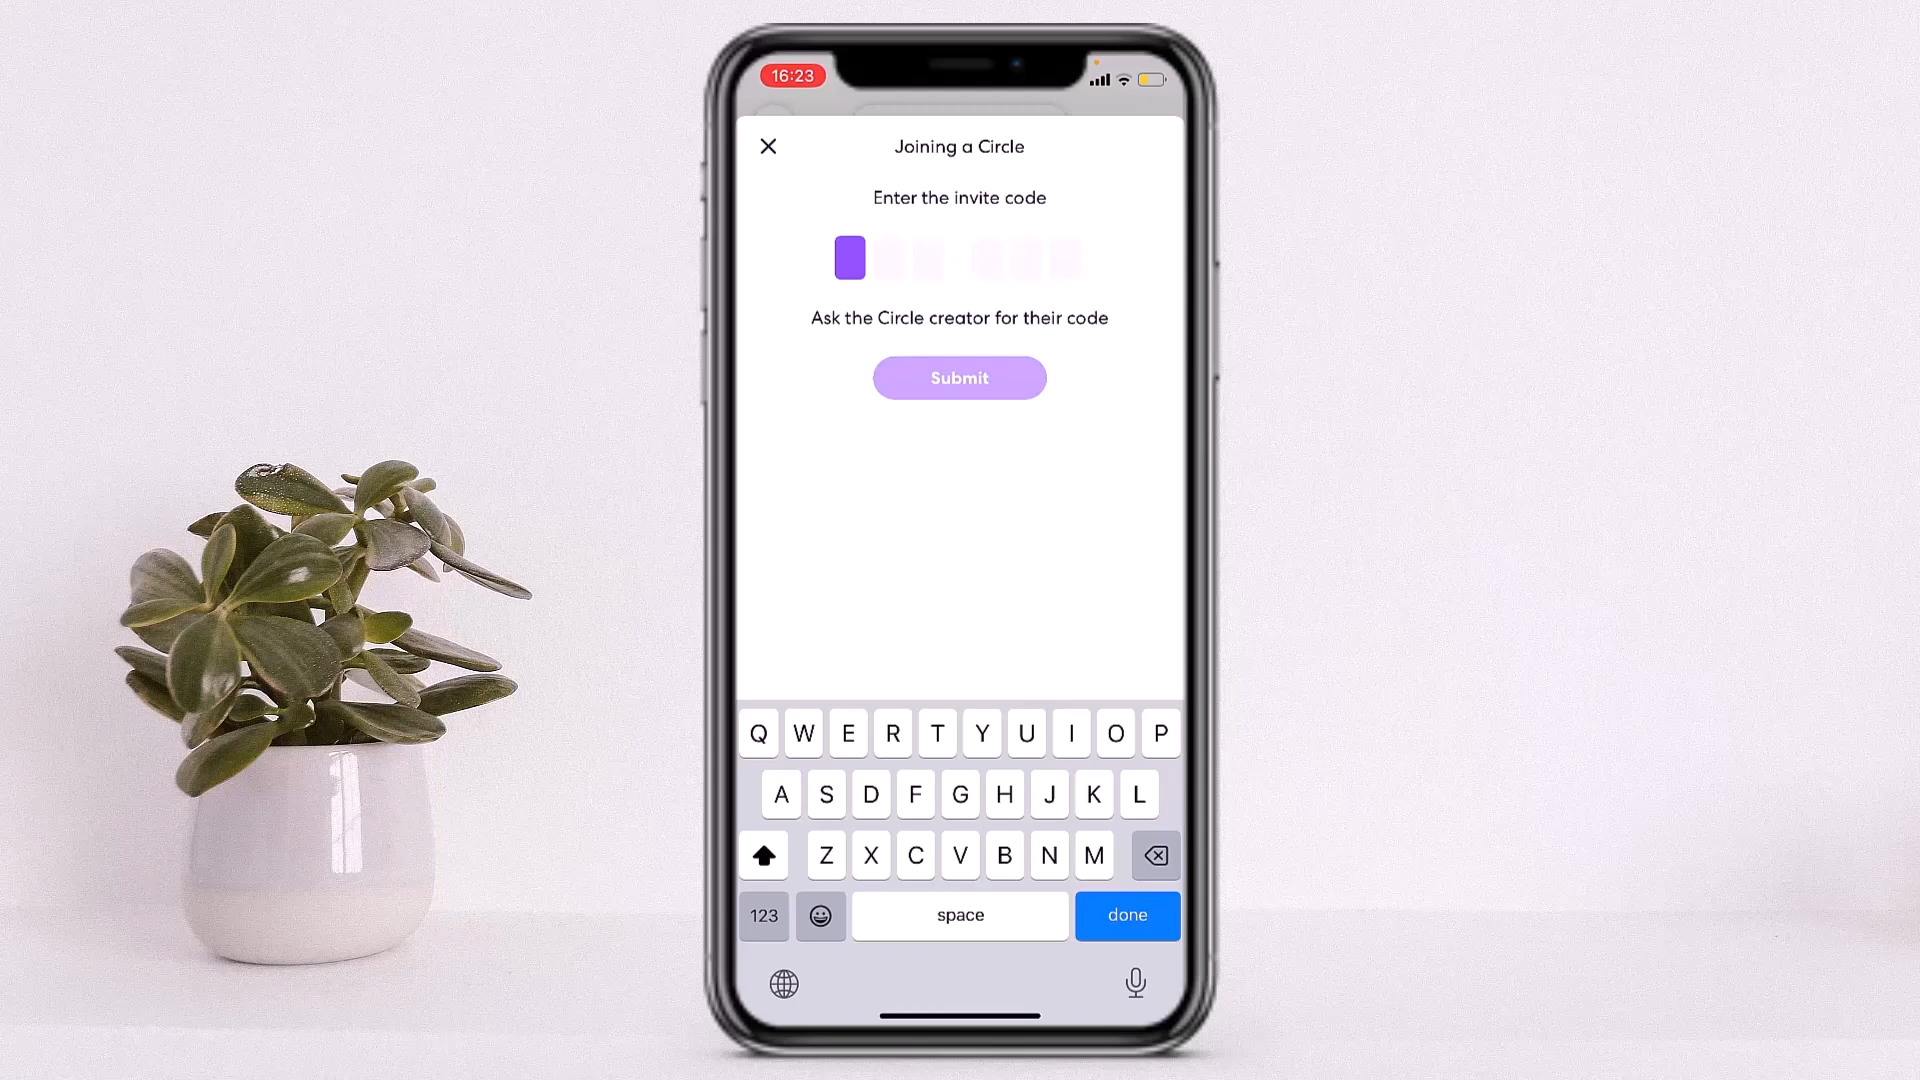 16:23
Joining a Circle
Enter the invite code
Ask the Circle creator for their code
Submit
Q W E R T Y U I O P
A S D F G H J K L
Z X C V B N M
123 space done